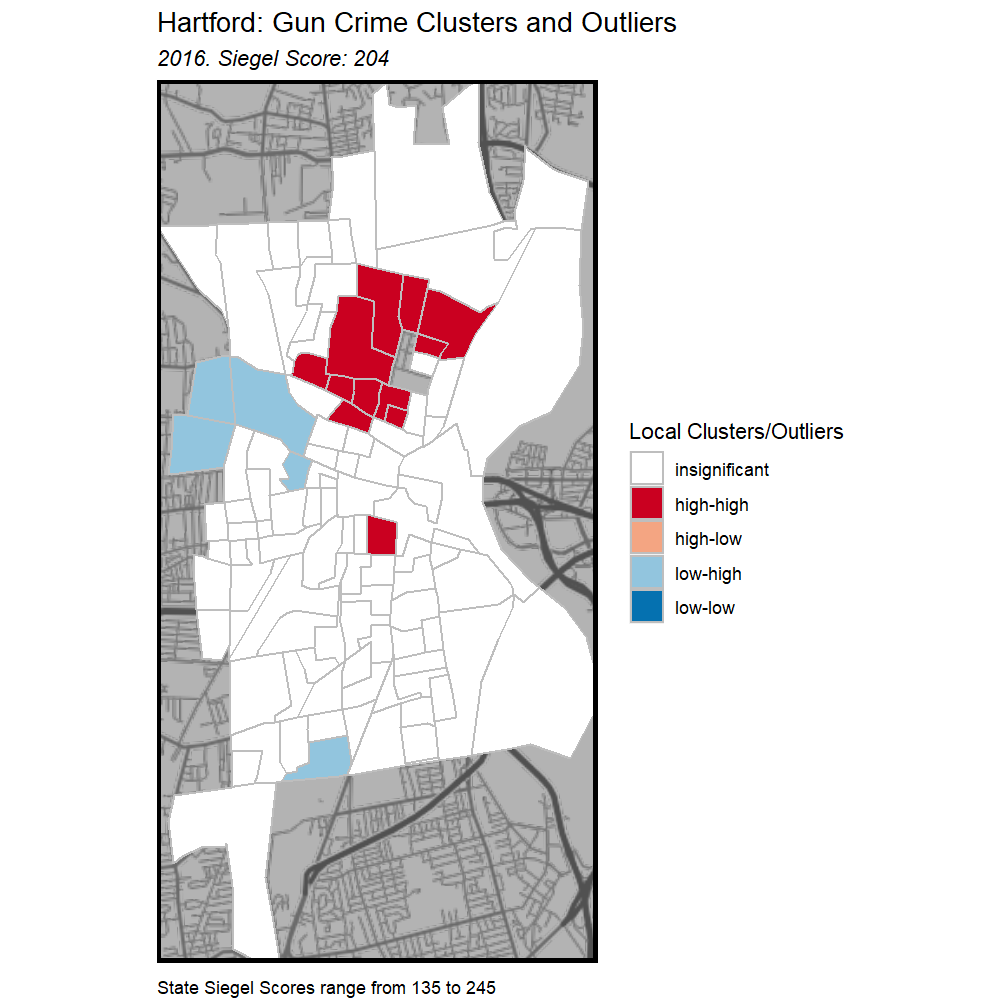 Hartford: Gun Crime Clusters and Outliers
2016. Siegel Score: 204
Local Clusters/Outliers
insignificant
high-high
high-low
low-high
low-low
State Siegel Scores range from 135 to 245